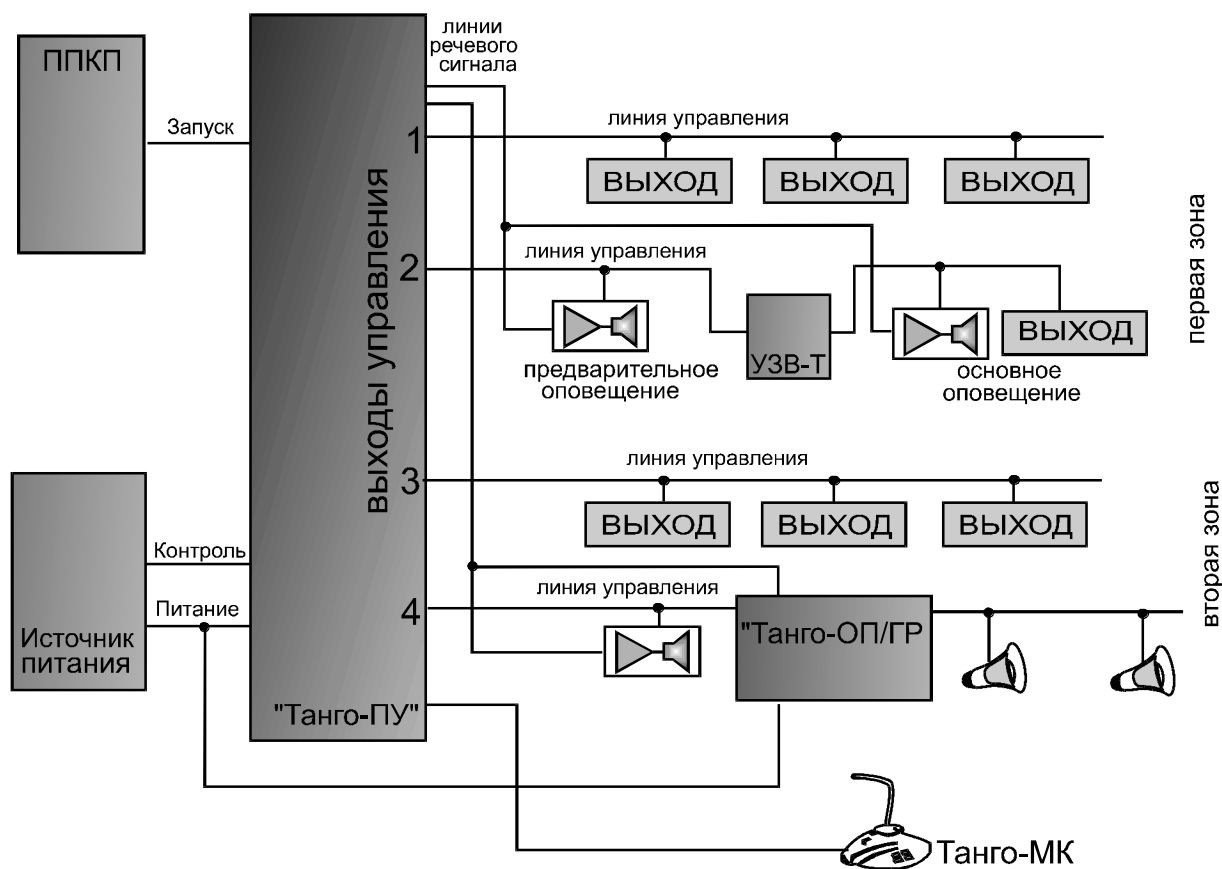 линии
речевого
сигнала
ППКП
Запуск
1
линия управления
ВЫХОД
ВЫХОД
ВЫХОД
выходы управления
2
линия управления
предварительное
оповещение
УЗВ-Т
ВЫХОД
основное
оповещение
первая зона
3
линия управления
ВЫХОД
ВЫХОД
ВЫХОД
Контроль
Питание
Источник
питания
4
линия управления
"Танго-ОП/ГР
вторая зона
"Танго-ПУ"
Танго-МК